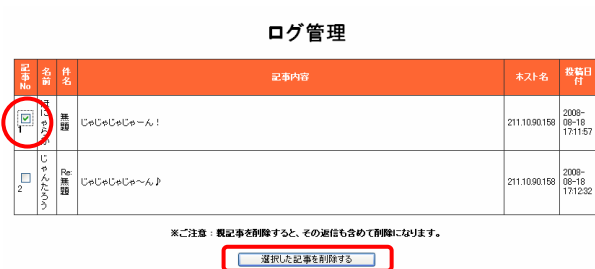 ログ管理
記事No 名前 件名 記事内容 ホスト名 投稿日付
1 無題 じゃじゃじゃじゃーん! 211.10.90.158 2008-08-18 17:11:57
2 じゃんたろう Re:無題 じゃじゃじゃじゃ～ん♪ 211.10.90.158 2008-08-18 17:12:32
※ご注意:親記事を削除すると、その返信も含めて削除になります。
選択した記事を削除する